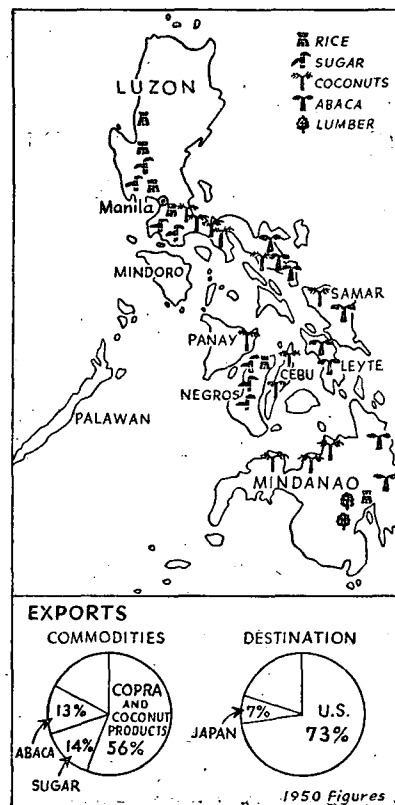 RICE
SUGAR
COCONUTS
ABACA
LUMBER
LUZON
Manila
MINDORO
SAMAR
PANAY
CEBU
LEYTE
NEGROS
PALAWAN
MINDANAO
EXPORTS
COMMODITIES
COPRA
AND
COCONUT
PRODUCTS
56%
13%
14%
ABACA
SUGAR
DESTINATION
U.S.
73%
7%
JAPAN
1950 Figures